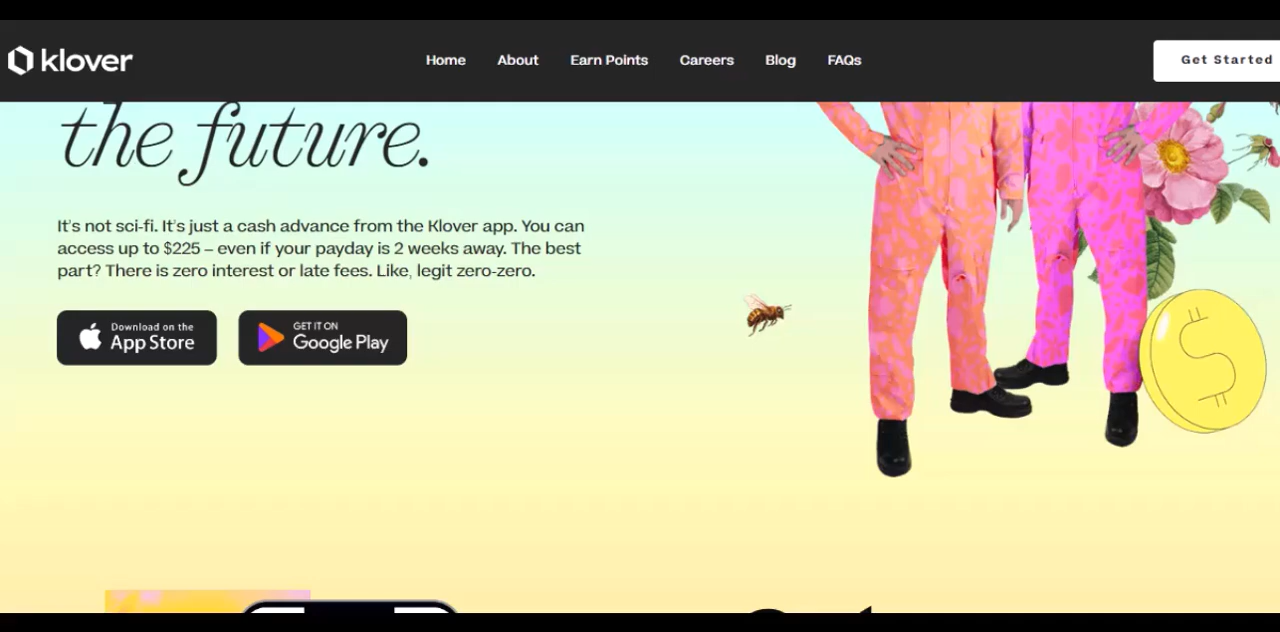 klover
Home About Earn Points Careers Blog FAQs
Get Started
the future.
It's not sci-fi. It's just a cash advance from the Klover app. You can
access up to $225 – even if your payday is 2 weeks away. The best
part? There is zero interest or late fees. Like, legit zero-zero.
Download on the
App Store
GET IT ON
Google Play